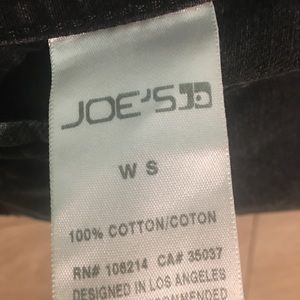 JOE'S
W S
100% COTTON/COTON
RN# 106214 CA# 35037
DESIGNED IN LOS ANGELES